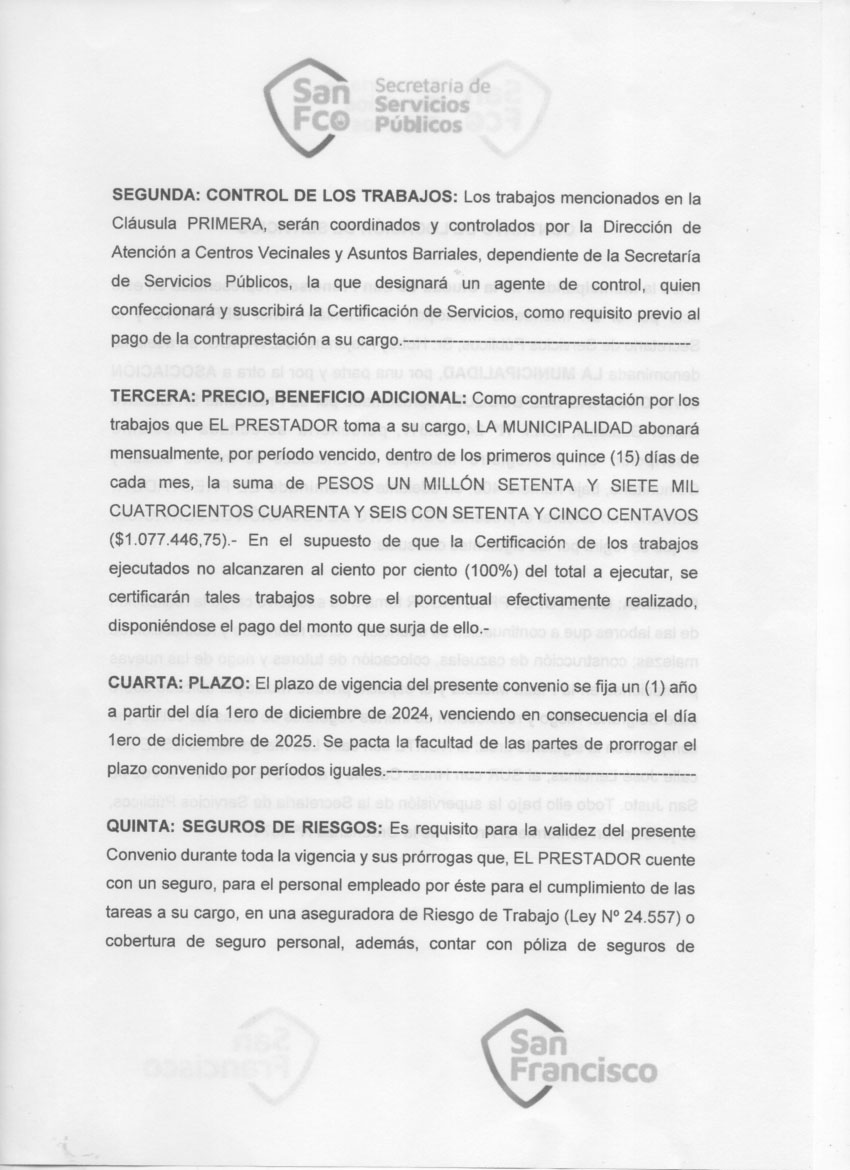 San
Fco
Secretaría de
Servicios
Públicos
SEGUNDA: CONTROL DE LOS TRABAJOS: Los trabajos mencionados en la
Cláusula PRIMERA, serán coordinados y controlados por la Dirección de
Atención a Centros Vecinales y Asuntos Barriales, dependiente de la Secretaría
de Servicios Públicos, la que designará un agente de control, quien
confeccionará y suscribirá la Certificación de Servicios, como requisito previo al
pago de la contraprestación a su cargo.-----------------------------------------------
TERCERA: PRECIO, BENEFICIO ADICIONAL: Como contraprestación por los
trabajos que EL PRESTADOR toma a su cargo, LA MUNICIPALIDAD abonará
mensualmente, por período vencido, dentro de los primeros quince (15) días de
cada mes, la suma de PESOS UN MILLÓN SETENTA Y SIETE MIL
CUATROCIENTOS CUARENTA Y SEIS CON SETENTA Y CINCO CENTAVOS
($1.077.446,75).- En el supuesto de que la Certificación de los trabajos
ejecutados no alcanzaren al ciento por ciento (100%) del total a ejecutar, se
certificarán tales trabajos sobre el porcentual efectivamente realizado,
disponiéndose el pago del monto que surja de ello.-
CUARTA: PLAZO: El plazo de vigencia del presente convenio se fija un (1) año
a partir del día 1ero de diciembre de 2024, venciendo en consecuencia el día
1ero de diciembre de 2025. Se pacta la facultad de las partes de prorrogar el
plazo convenido por períodos iguales.--------------------------------------------------
QUINTA: SEGUROS DE RIESGOS: Es requisito para la validez del presente
Convenio durante toda la vigencia y sus prórrogas que, EL PRESTADOR cuente
con un seguro, para el personal empleado por éste para el cumplimiento de las
tareas a su cargo, en una aseguradora de Riesgo de Trabajo (Ley Nº 24.557) o
cobertura de seguro personal, además, contar con póliza de seguros de
San
Francisco